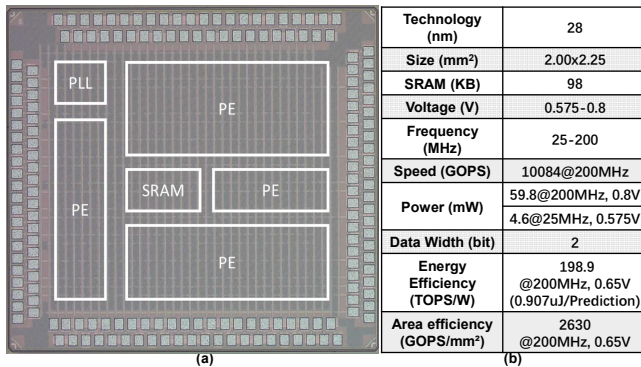 PLL
PE
PE
SRAM
PE
PE
(a)
Technology
(nm)
28
Size (mm²)
2.00x2.25
SRAM (KB)
98
Voltage (V)
0.575-0.8
Frequency
(MHz)
25-200
Speed (GOPS)
10084@200MHz
Power (mW)
59.8@200MHz, 0.8V
4.6@25MHz, 0.575V
Data Width (bit)
2
Energy
Efficiency
(TOPS/W)
198.9
@200MHz, 0.65V
(0.907uJ/Prediction)
Area efficiency
(GOPS/mm²)
2630
@200MHz, 0.65V
(b)